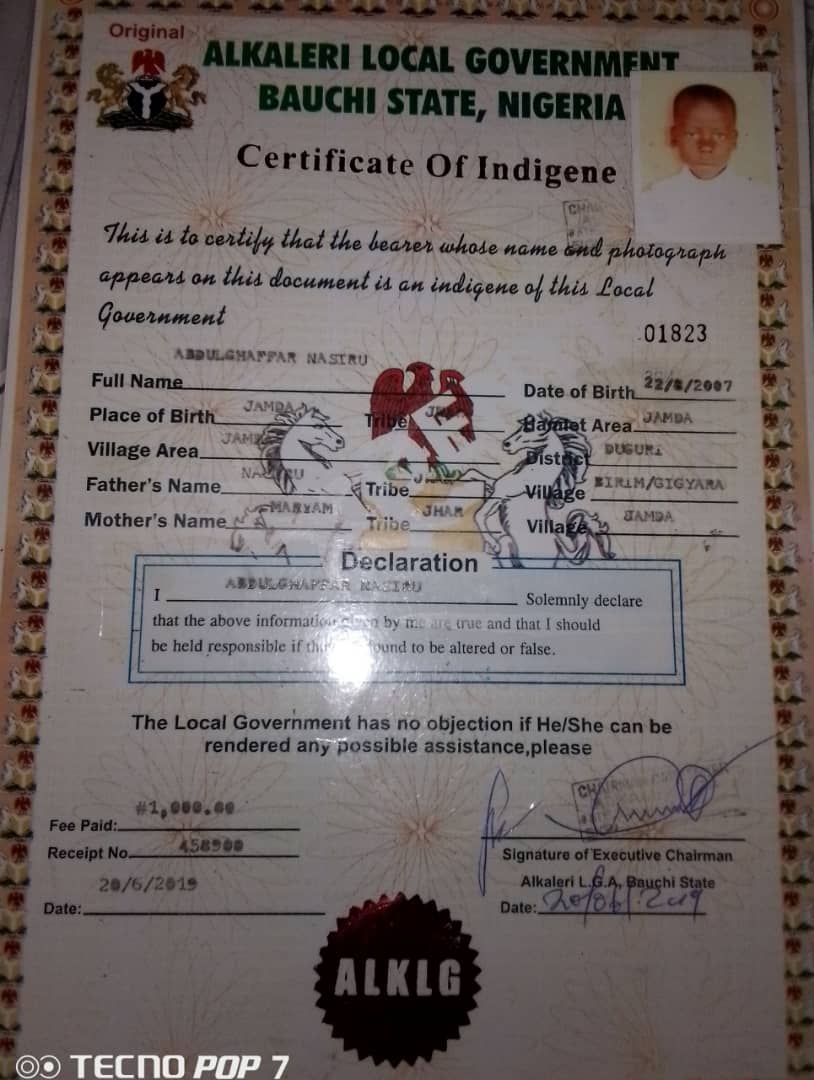 Original
ALKALERI LOCAL GOVERNMENT
BAUCHI STATE, NIGERIA
Certificate Of Indigene
This is to certify that the bearer whose name and photograph
appears on this document is an indigene of this Local
Government
01823
ABDULGHAFFAR NASIRU
Full Name Date of Birth 22/8/2007
Place of Birth JAMDA Tribe Hamlet Area JAMDA
Village Area District DUGURI
Father's Name Tribe Village BIRIM/GIGYARA
Mother's Name MARYAM Tribe JHAR Village JAMDA
Declaration
I ABDULGHAFFAR NASIRU Solemnly declare
that the above information given by me are true and that I should
be held responsible if found to be altered or false.
The Local Government has no objection if He/She can be
rendered any possible assistance,please
Fee Paid: #1,000.00
Receipt No. 458900
Date: 20/6/2019
Signature of Executive Chairman
Alkaleri L.G.A, Bauchi State
Date: 20/06/2019
ALKLG
TECNO POP 7